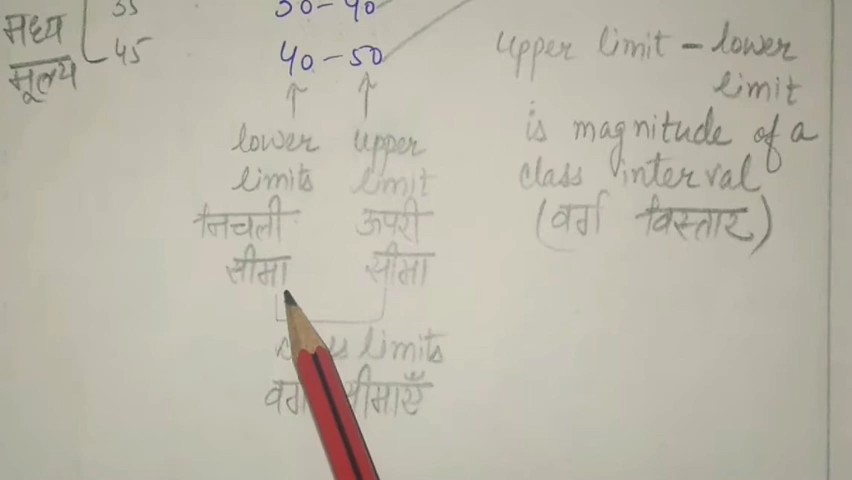 मध्य
मूल्य
35
45
30-40
40-50
lower
limits
निचली
सीमा
upper
limit
ऊपरी
सीमा
limits
वर्ग सीमाएँ
upper limit - lower
limit
is magnitude of a
class interval
(वर्ग विस्तार)